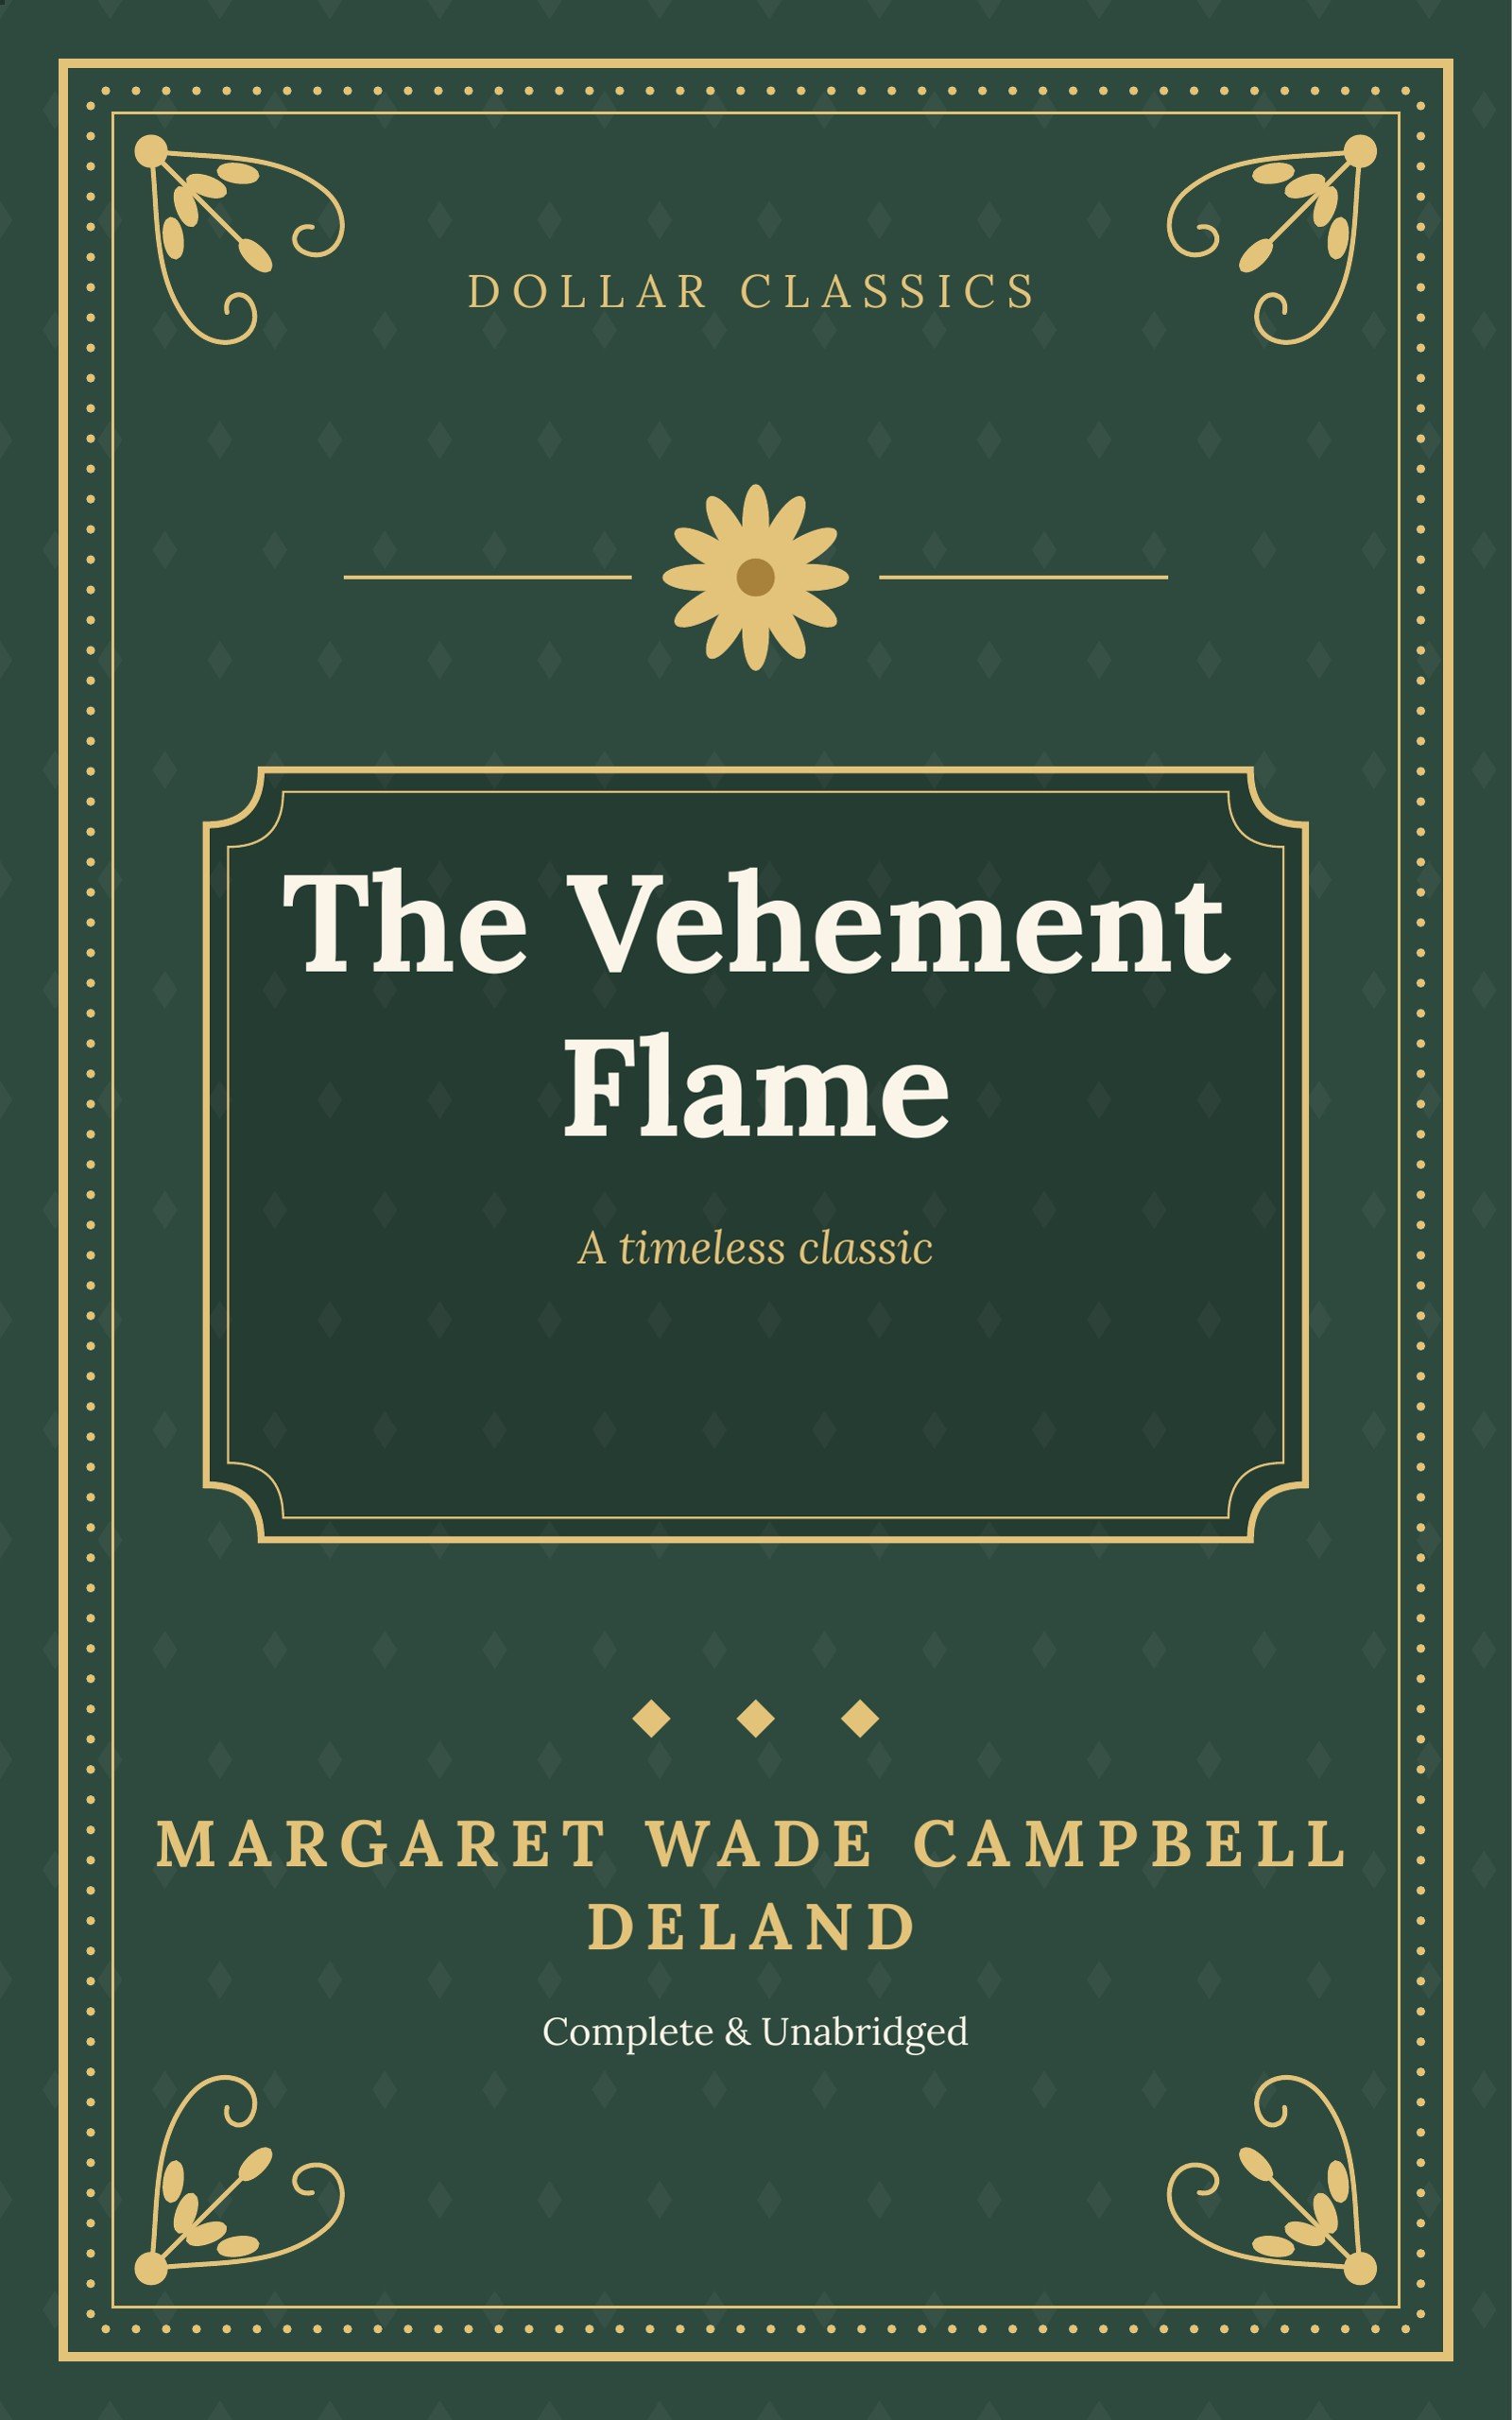 DOLLAR CLASSICS
The Vehement
Flame
A timeless classic
MARGARET WADE CAMPBELL
DELAND
Complete & Unabridged